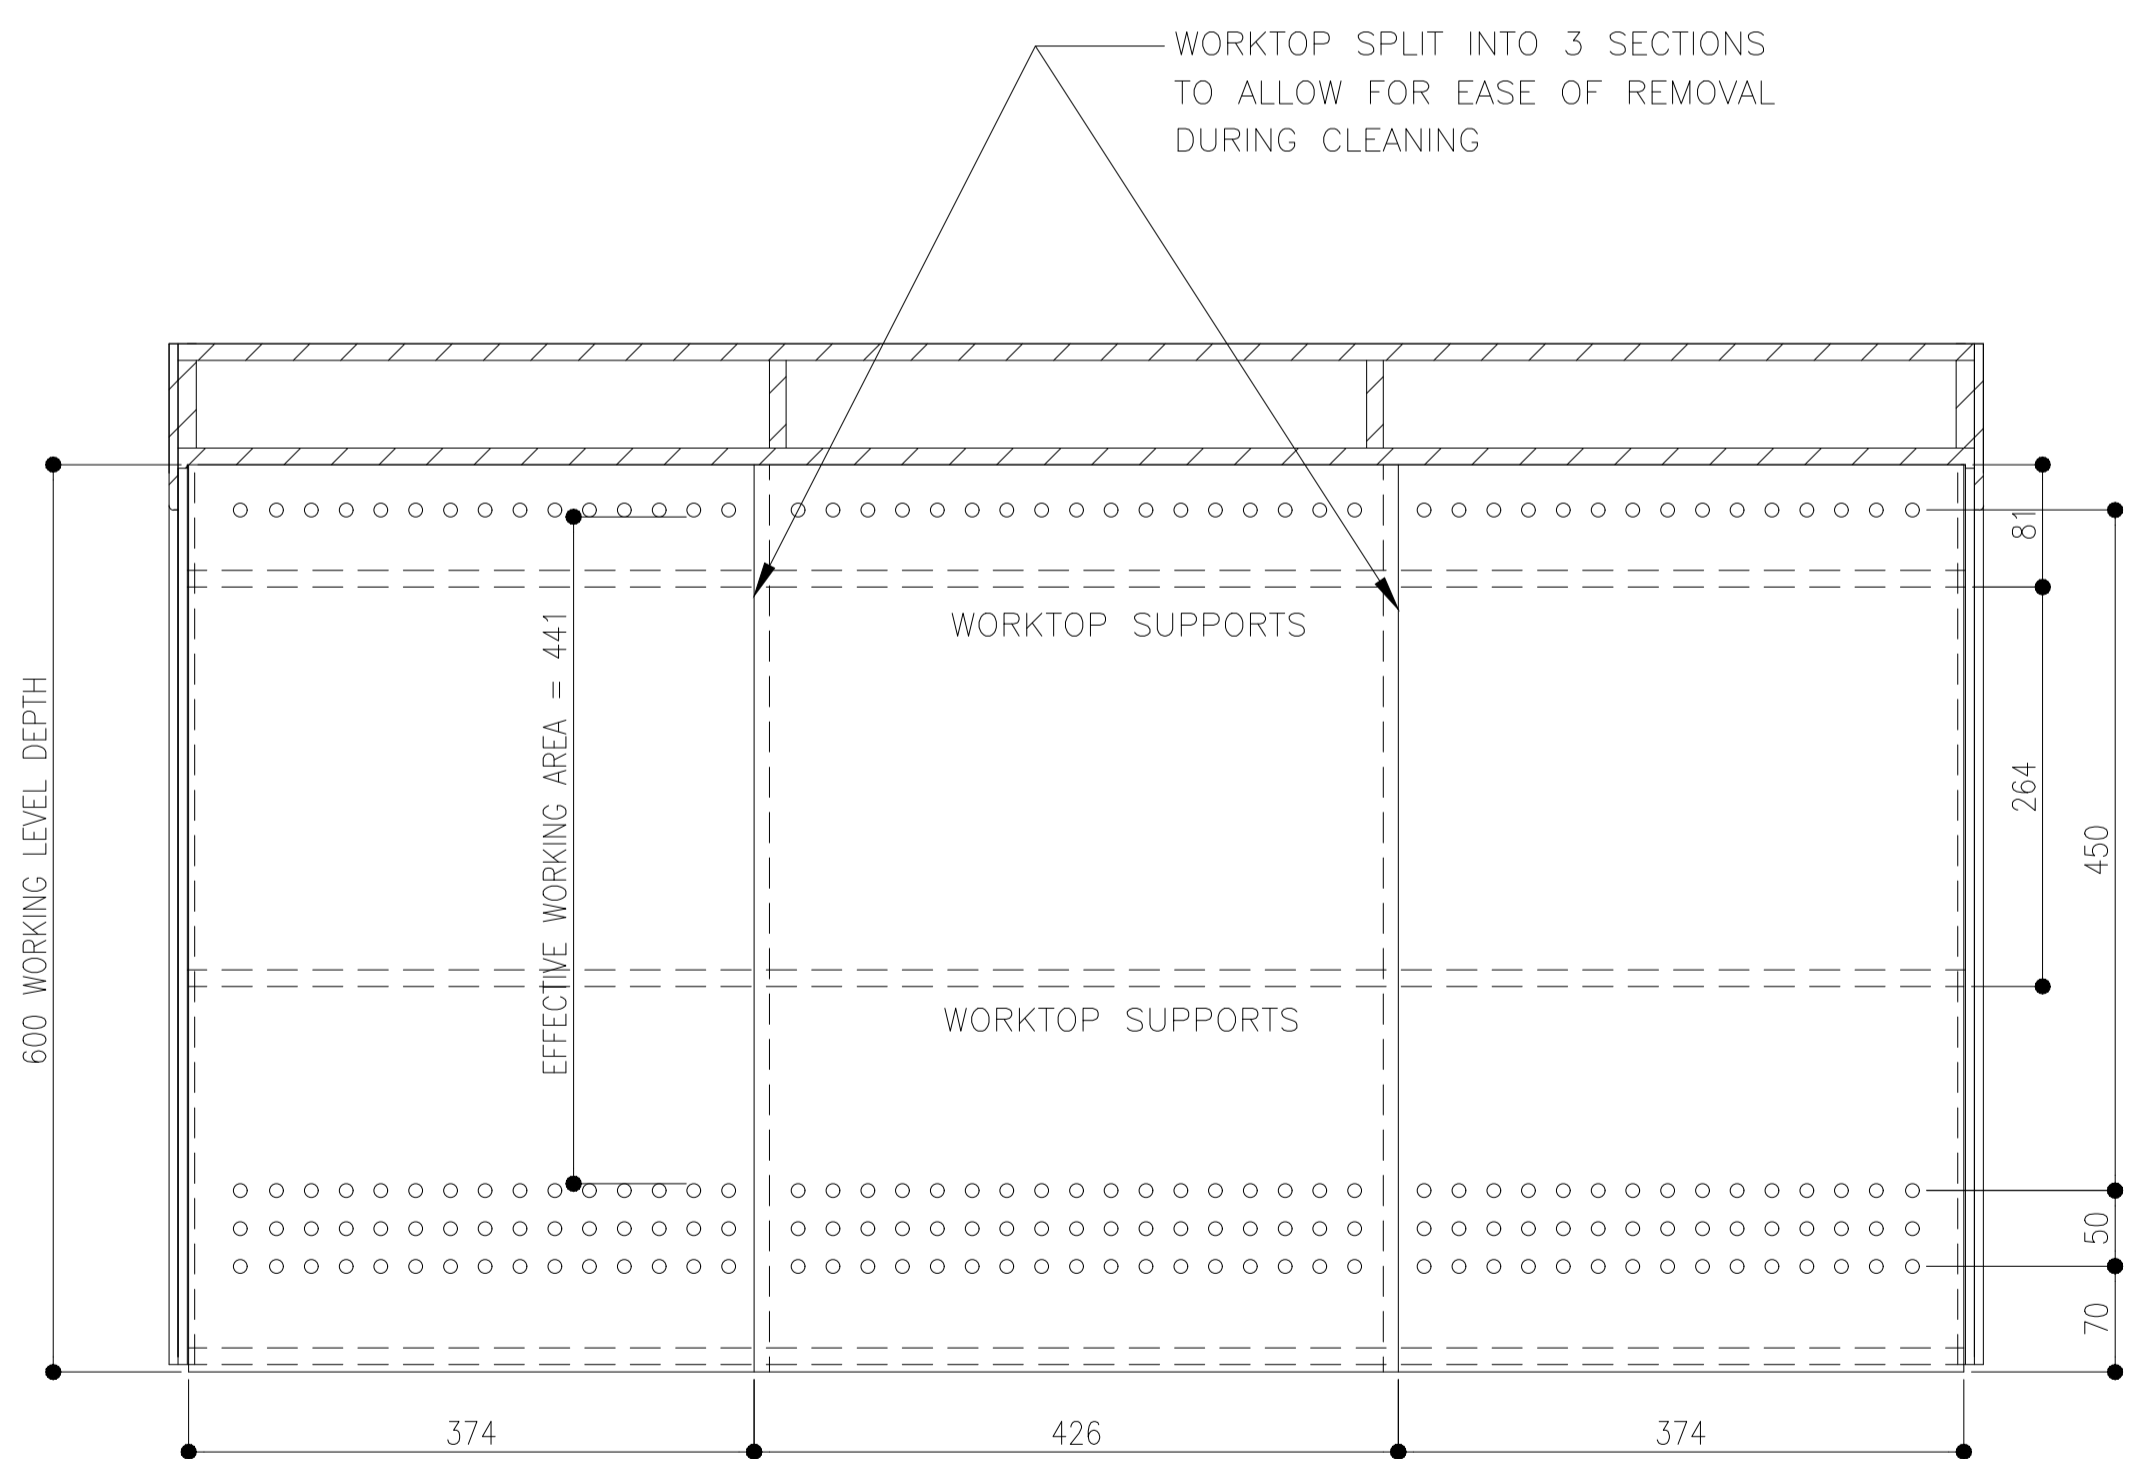 WORKTOP SPLIT INTO 3 SECTIONS
TO ALLOW FOR EASE OF REMOVAL
DURING CLEANING
81
WORKTOP SUPPORTS
EFFECTIVE WORKING AREA = 441
600 WORKING LEVEL DEPTH
264
450
WORKTOP SUPPORTS
50
70
374
426
374